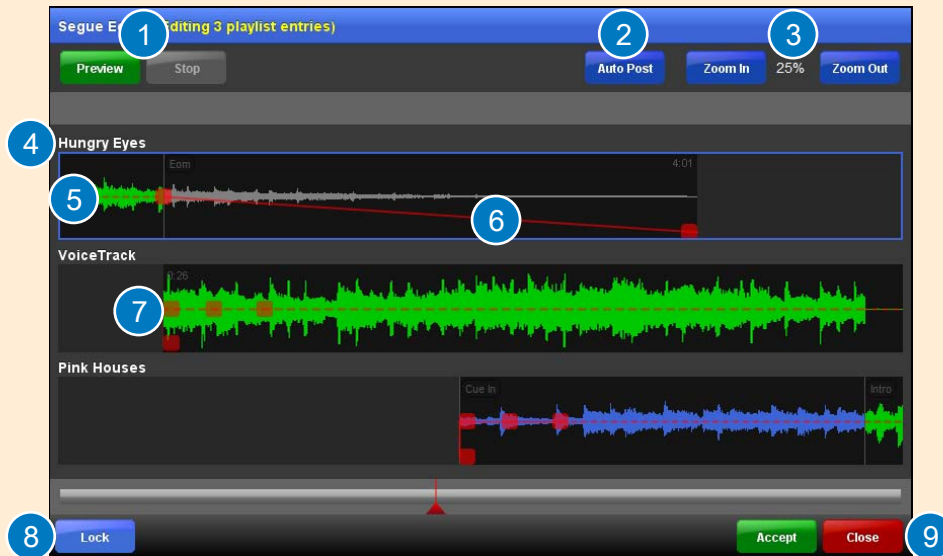 Segue Editing 3 playlist entries)
1
2
3
Preview Stop Auto Post Zoom In 25% Zoom Out
4 Hungry Eyes
Eom 4:01
5
6
VoiceTrack
0:26
7
Pink Houses
Cue In Intro
8 Lock Accept Close 9